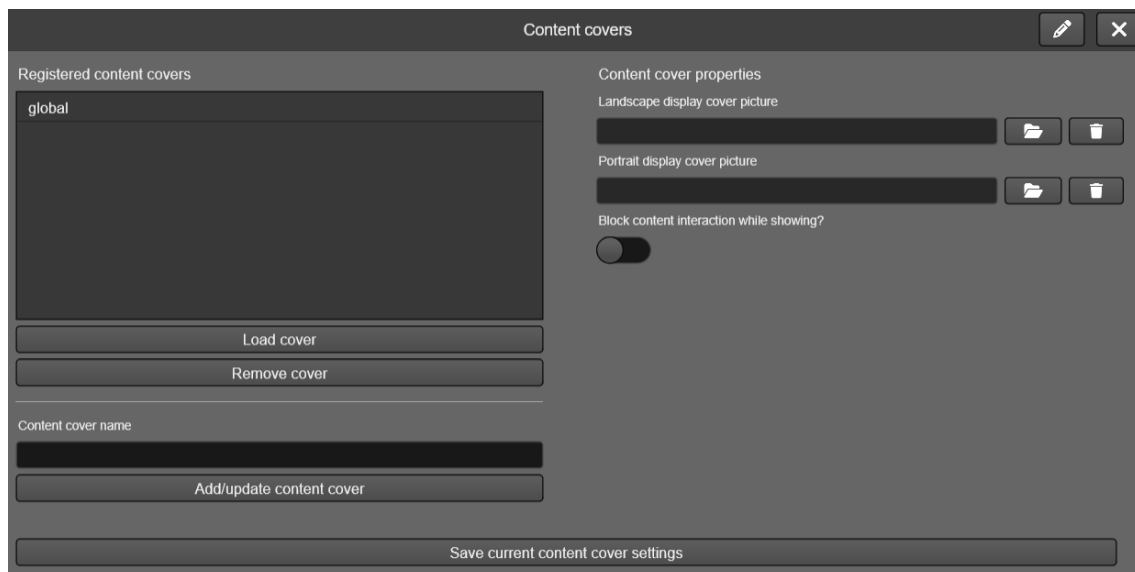 Content covers
Registered content covers
global
Load cover
Remove cover
Content cover name
Add/update content cover
Content cover properties
Landscape display cover picture
Portrait display cover picture
Block content interaction while showing?
Save current content cover settings